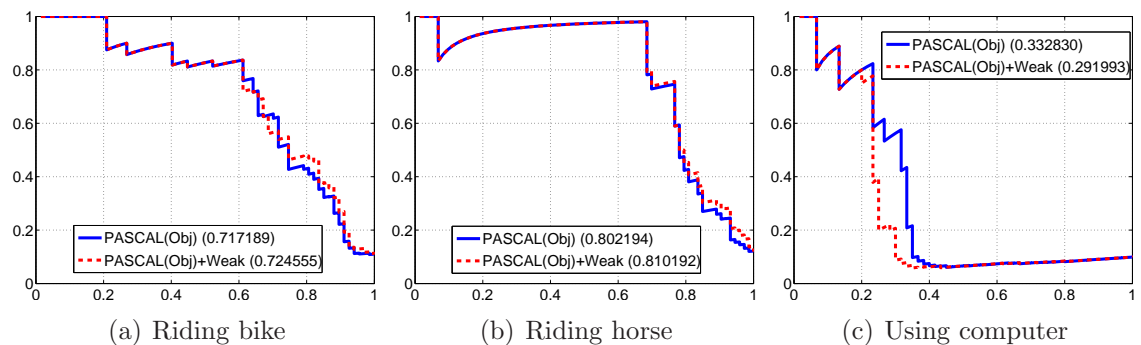 1
0.8
0.6
0.4
0.2
0
0 0.2 0.4 0.6 0.8 1
PASCAL(Obj) (0.717189)
PASCAL(Obj)+Weak (0.724555)
(a) Riding bike
1
0.8
0.6
0.4
0.2
0
0 0.2 0.4 0.6 0.8 1
PASCAL(Obj) (0.802194)
PASCAL(Obj)+Weak (0.810192)
(b) Riding horse
1
0.8
0.6
0.4
0.2
0
0 0.2 0.4 0.6 0.8 1
PASCAL(Obj) (0.332830)
PASCAL(Obj)+Weak (0.291993)
(c) Using computer